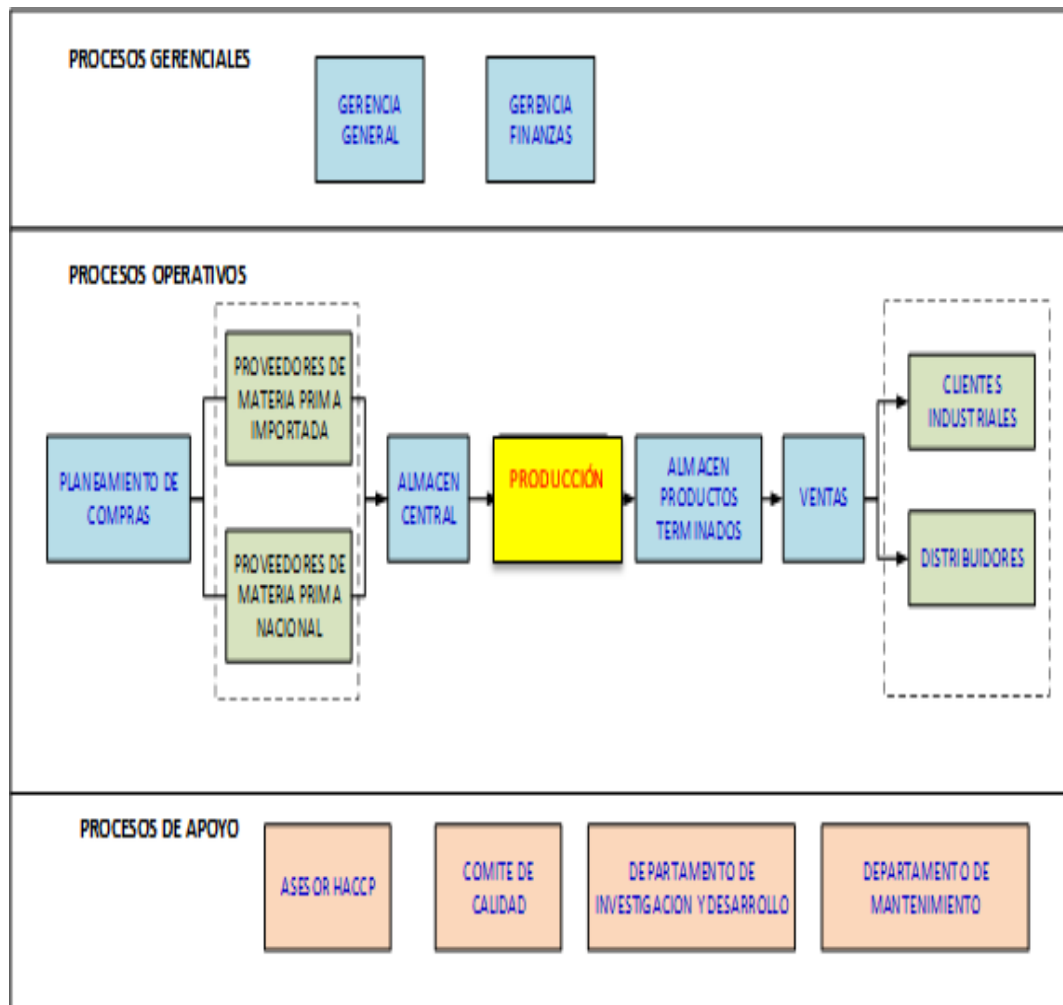 PROCESOS GERENCIALES
GERENCIA
GENERAL
GERENCIA
FINANZAS
PROCESOS OPERATIVOS
PLANEAMIENTO DE
COMPRAS
PROVEEDORES DE
MATERIA PRIMA
IMPORTADA
PROVEEDORES DE
MATERIA PRIMA
NACIONAL
ALMACEN
CENTRAL
PRODUCCIÓN
ALMACEN
PRODUCTOS
TERMINADOS
VENTAS
CLIENTES
INDUSTRIALES
DISTRIBUIDORES
PROCESOS DE APOYO
ASESOR HACCP
COMITE DE
CALIDAD
DEPARTAMENTO DE
INVESTIGACION Y DESARROLLO
DEPARTAMENTO DE
MANTENIMIENTO